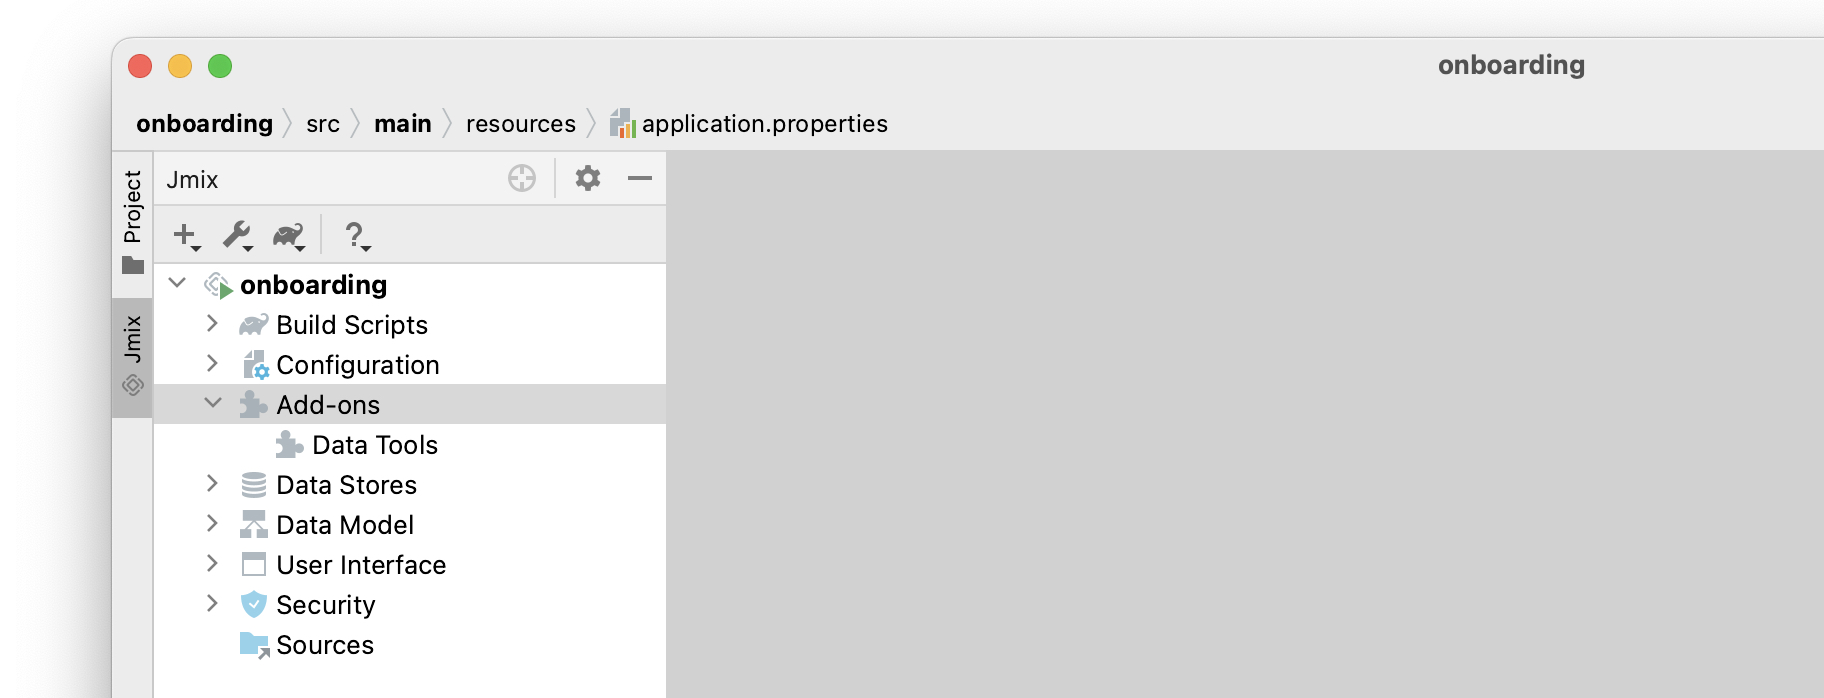 onboarding
onboarding src main resources application.properties
Project
Jmix
Jmix
?
onboarding
Build Scripts
Configuration
Add-ons
Data Tools
Data Stores
Data Model
User Interface
Security
Sources